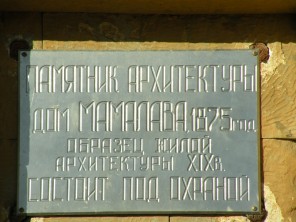 ПАМЯТНИК АРХИТЕКТУРЫ
ДОМ МАМАЛАВА, 1875 год
ОБРАЗЕЦ ЖИЛОЙ
АРХИТЕКТУРЫ XIXв.
СОСТОИТ ПОД ОХРАНОЙ